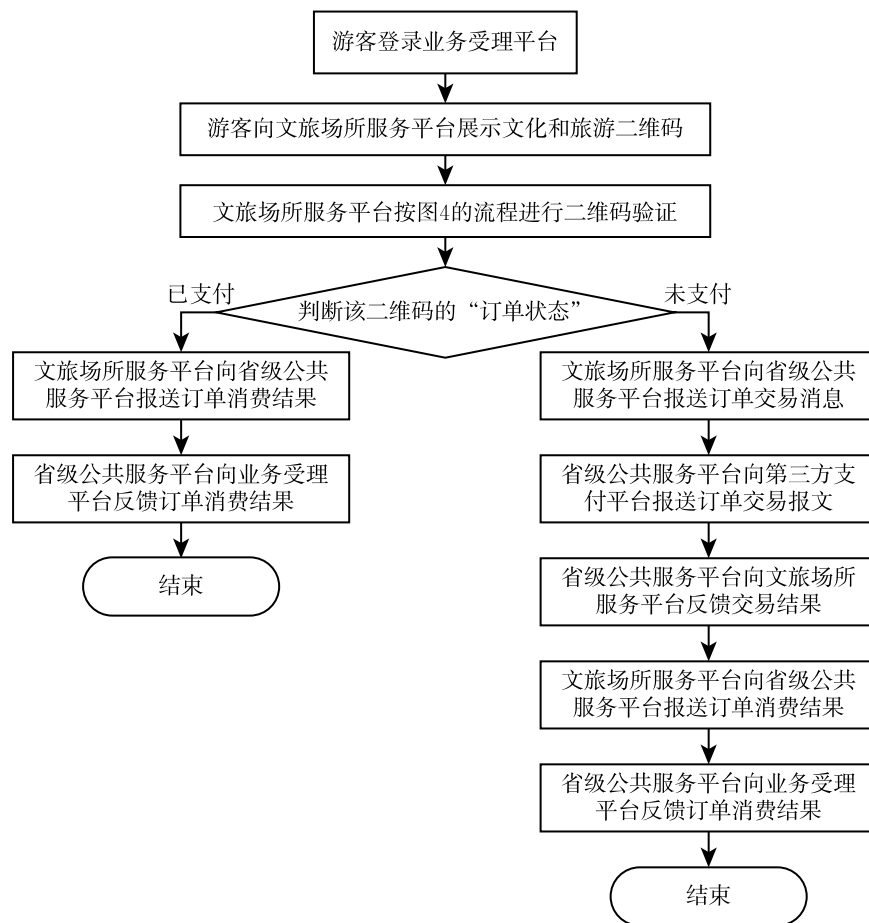 游客登录业务受理平台
游客向文旅场所服务平台展示文化和旅游二维码
文旅场所服务平台按图4的流程进行二维码验证
判断该二维码的“订单状态”
已支付
文旅场所服务平台向省级公共
服务平台报送订单消费结果
省级公共服务平台向业务受理
平台反馈订单消费结果
结束
未支付
文旅场所服务平台向省级公共
服务平台报送订单交易消息
省级公共服务平台向第三方支
付平台报送订单交易报文
省级公共服务平台向文旅场所
服务平台反馈交易结果
文旅场所服务平台向省级公共
服务平台报送订单消费结果
省级公共服务平台向业务受理
平台反馈订单消费结果
结束